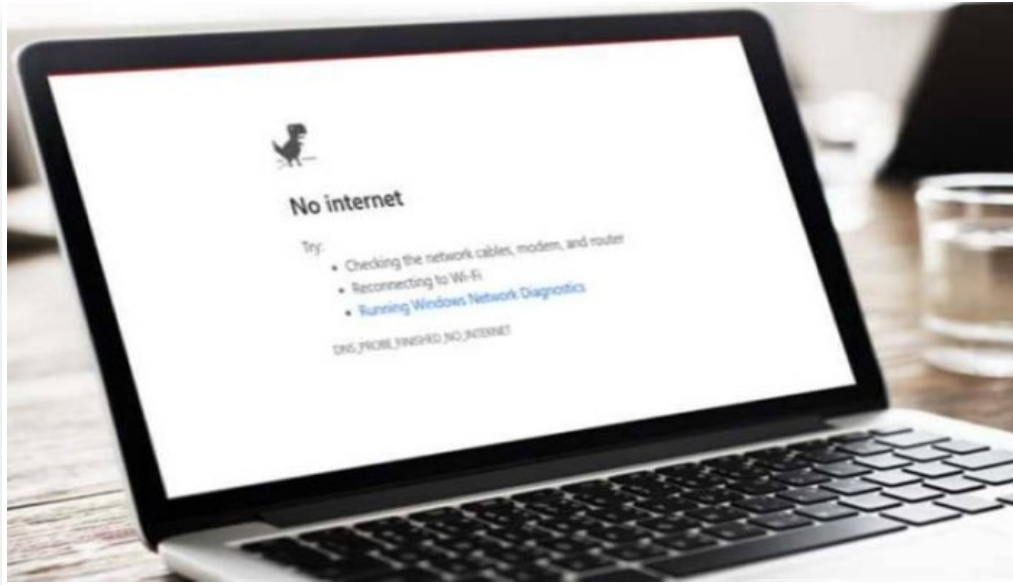 No internet
Try:
• Checking the network cables, modem, and router
• Reconnecting to Wi-Fi
• Running Windows Network Diagnostics
DNS_PROBE_FINISHED_NO_INTERNET